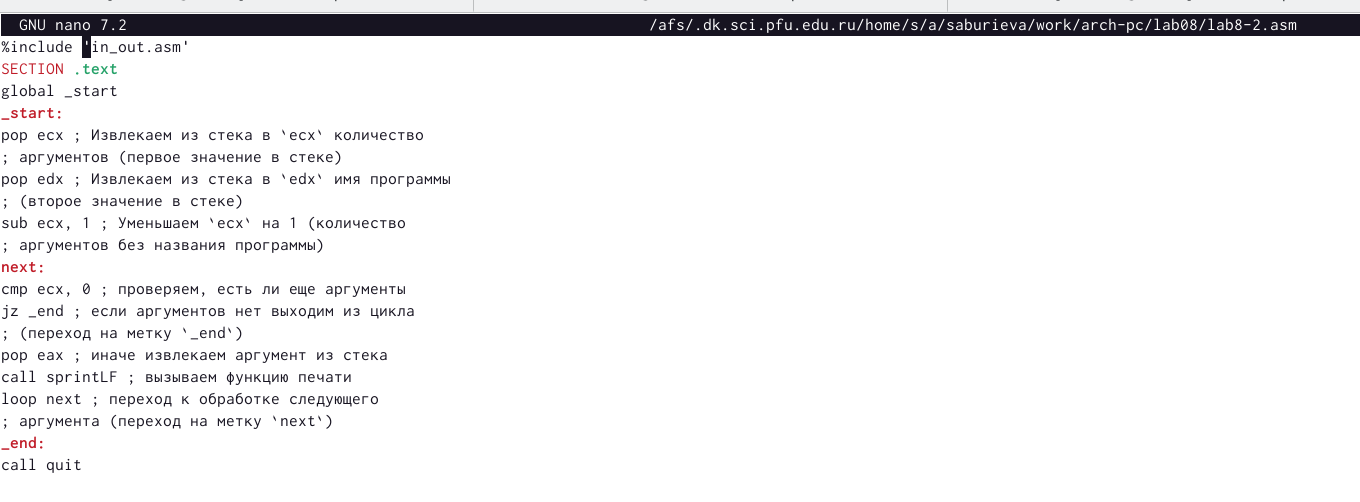 GNU nano 7.2 /afs/.dk.sci.pfu.edu.ru/home/s/a/saburieva/work/arch-pc/lab08/lab8-2.asm
%include 'in_out.asm'
SECTION .text
global _start
_start:
pop ecx ; Извлекаем из стека в `ecx` количество
; аргументов (первое значение в стеке)
pop edx ; Извлекаем из стека в `edx` имя программы
; (второе значение в стеке)
sub ecx, 1 ; Уменьшаем `ecx` на 1 (количество
; аргументов без названия программы)
next:
cmp ecx, 0 ; проверяем, есть ли еще аргументы
jz _end ; если аргументов нет выходим из цикла
; (переход на метку `_end`)
pop eax ; иначе извлекаем аргумент из стека
call sprintLF ; вызываем функцию печати
loop next ; переход к обработке следующего
; аргумента (переход на метку `next`)
_end:
call quit